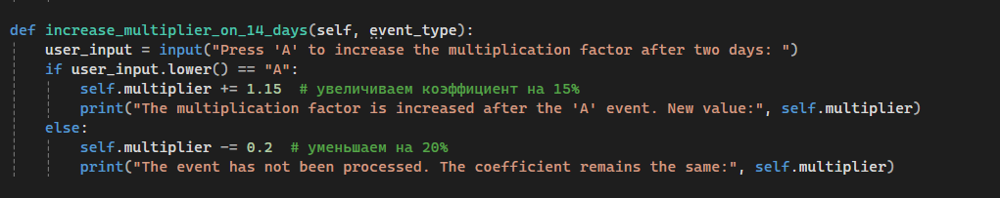 def increase_multiplier_on_14_days(self, event_type):
    user_input = input("Press 'A' to increase the multiplication factor after two days: ")
    if user_input.lower() == "A":
        self.multiplier += 1.15  # увеличиваем коэффициент на 15%
        print("The multiplication factor is increased after the 'A' event. New value:", self.multiplier)
    else:
        self.multiplier -= 0.2  # уменьшаем на 20%
        print("The event has not been processed. The coefficient remains the same:", self.multiplier)